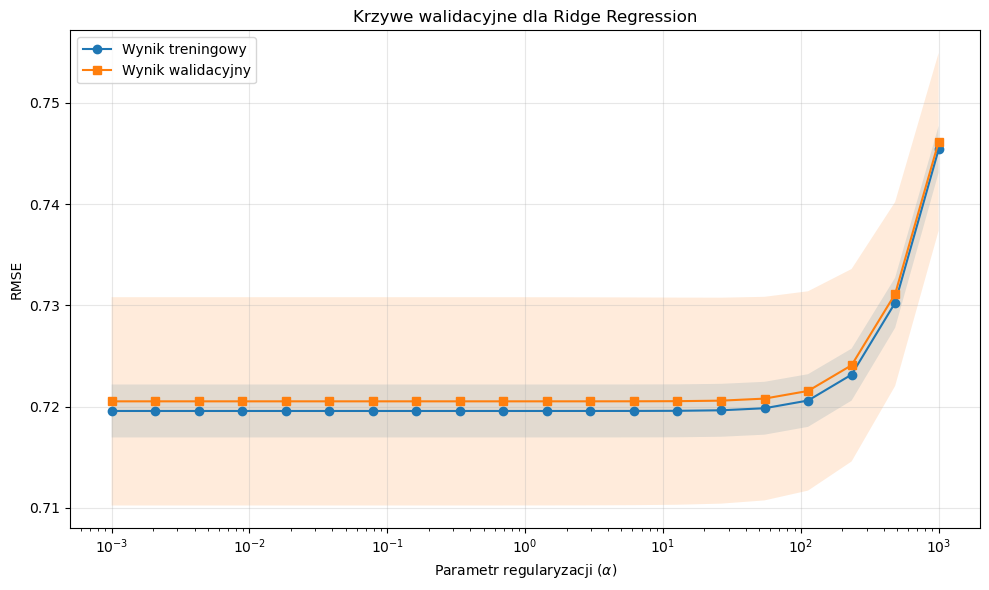 Krzywe walidacyjne dla Ridge Regression
Wynik treningowy
Wynik walidacyjny
RMSE
0.75
0.74
0.73
0.72
0.71
10⁻³ 10⁻² 10⁻¹ 10⁰ 10¹ 10² 10³
Parametr regularyzacji (α)